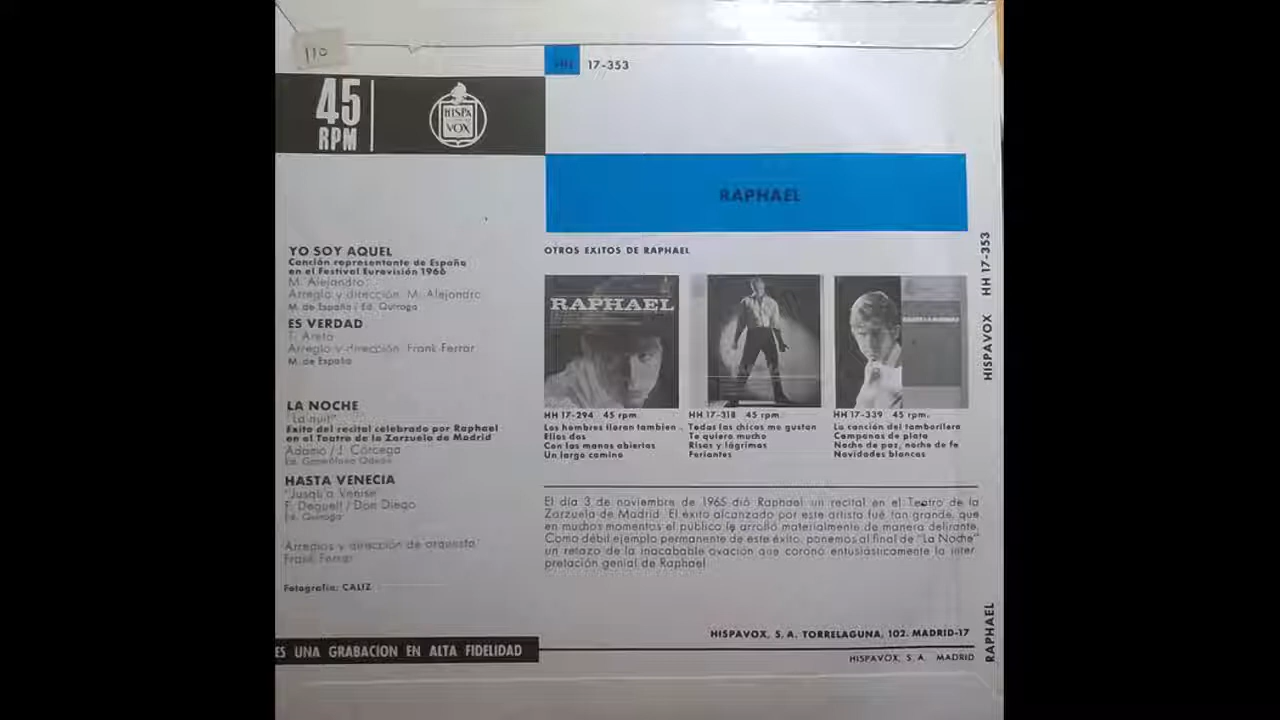 110
HH 17-353
45
RPM
HISPA
VOX
RAPHAEL
YO SOY AQUEL
Canción representante de España
en el Festival Eurovisión 1966
M. Alejandro
Arreglo y dirección: M. Alejandro
M. de España / Ed. Quiroga
ES VERDAD
T. Areta
Arreglo y dirección: Frank Ferrar
M. de España
LA NOCHE
"La nuit"
Exito del recital celebrado por Raphael
en el Teatro de la Zarzuela de Madrid
Adamo / J. Córcega
Ed. Gramófono Odeón
HASTA VENECIA
"Jusqu'a Venise"
F. Deguelt / Don Diego
Ed. Quiroga
Arreglos y dirección de orquesta:
Frank Ferrar
Fotografía: CALIZ
ES UNA GRABACION EN ALTA FIDELIDAD
OTROS EXITOS DE RAPHAEL
RAPHAEL
HH 17-294 45 rpm
Los hombres lloran tambien
Ellos dos
Con las manos abiertas
Un largo camino
HH 17-318 45 rpm.
Todas las chicas me gustan
Te quiero mucho
Risas y lágrimas
Feriantes
HH 17-339 45 rpm.
La canción del tamborilero
Campanas de plata
Noche de paz, noche de fe
Navidades blancas
El día 3 de noviembre de 1965 dió Raphael un recital en el Teatro de la
Zarzuela de Madrid. El éxito alcanzado por este artista fué tan grande, que
en muchos momentos el público le arrolló materialmente de manera delirante.
Como débil ejemplo permanente de este éxito, ponemos al final de "La Noche"
un retazo de la inacabable ovación que coronó entusiásticamente la inter
pretación genial de Raphael
HISPAVOX, S. A. TORRELAGUNA, 102. MADRID-17
HISPAVOX, S. A. MADRID
HISPAVOX HH 17-353
RAPHAEL